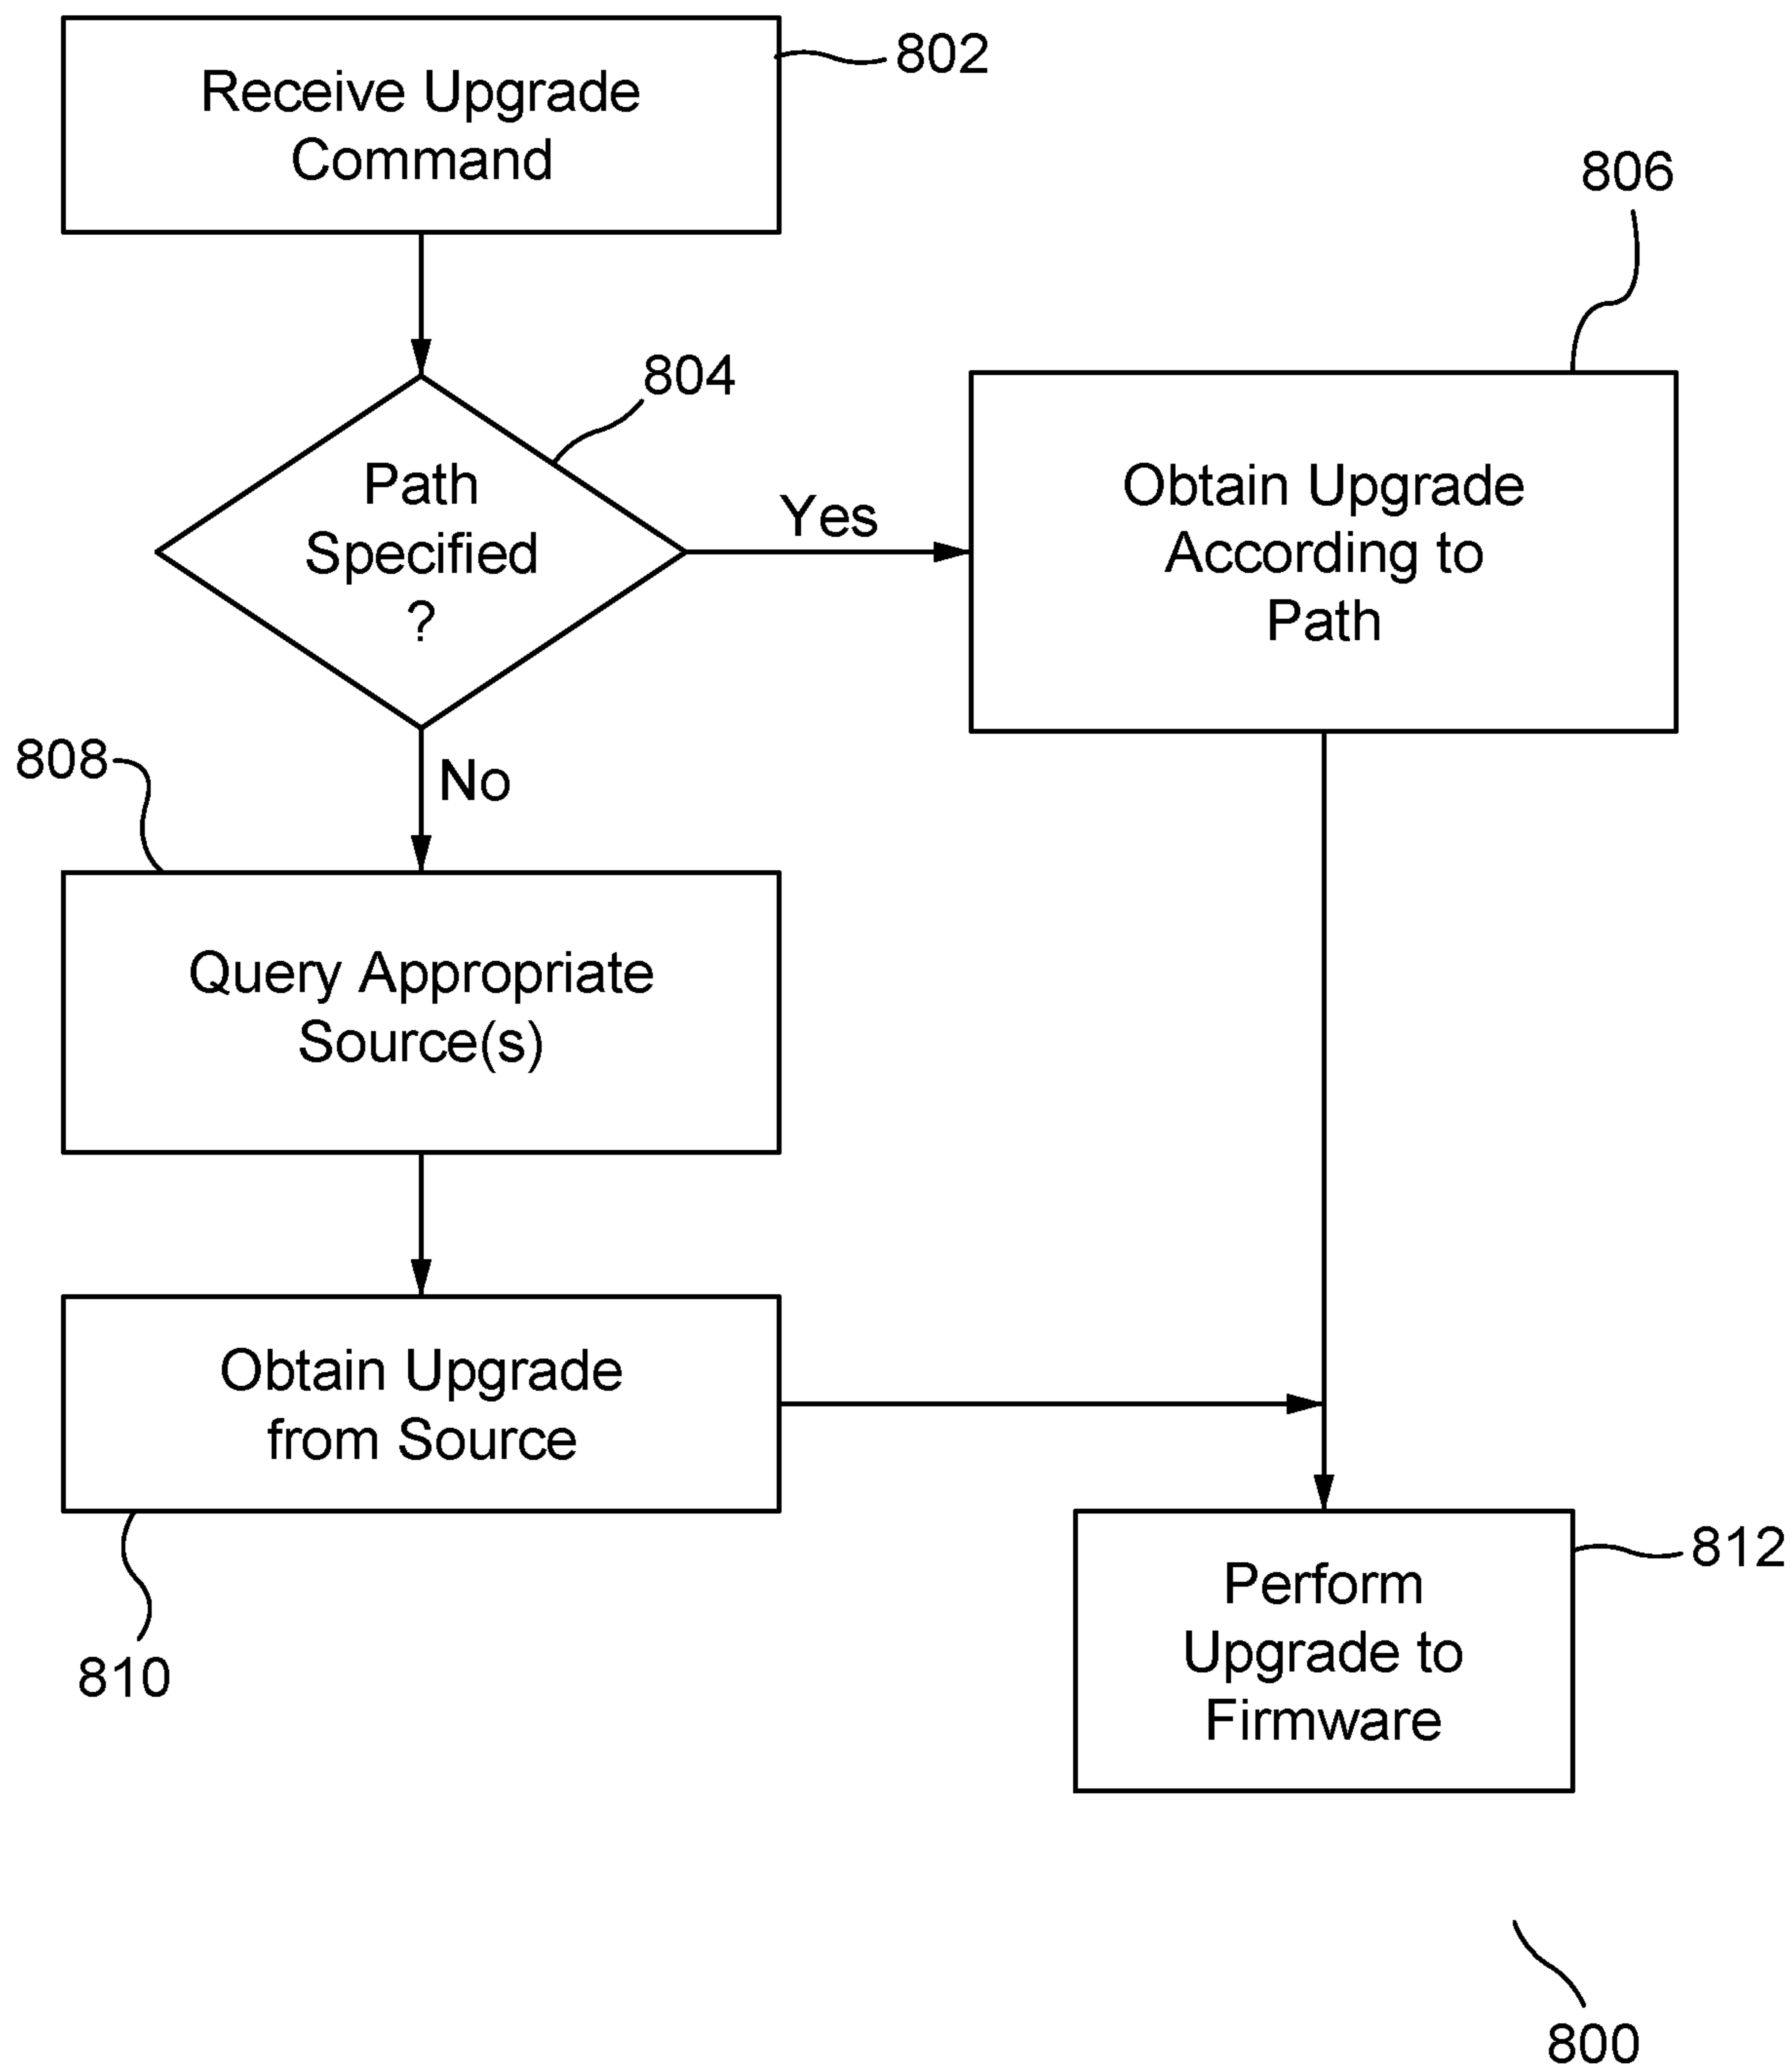 Receive Upgrade
Command
802
Path
Specified
?
804
Yes
806
Obtain Upgrade
According to
Path
No
808
Query Appropriate
Source(s)
Obtain Upgrade
from Source
810
Perform
Upgrade to
Firmware
812
800